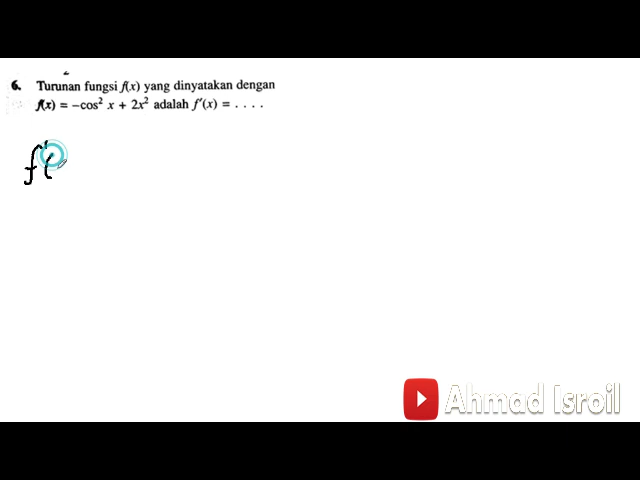 6. Turunan fungsi f(x) yang dinyatakan dengan
f(x) = −cos² x + 2x² adalah f′(x) = . . . .
f'(
Ahmad Isroil